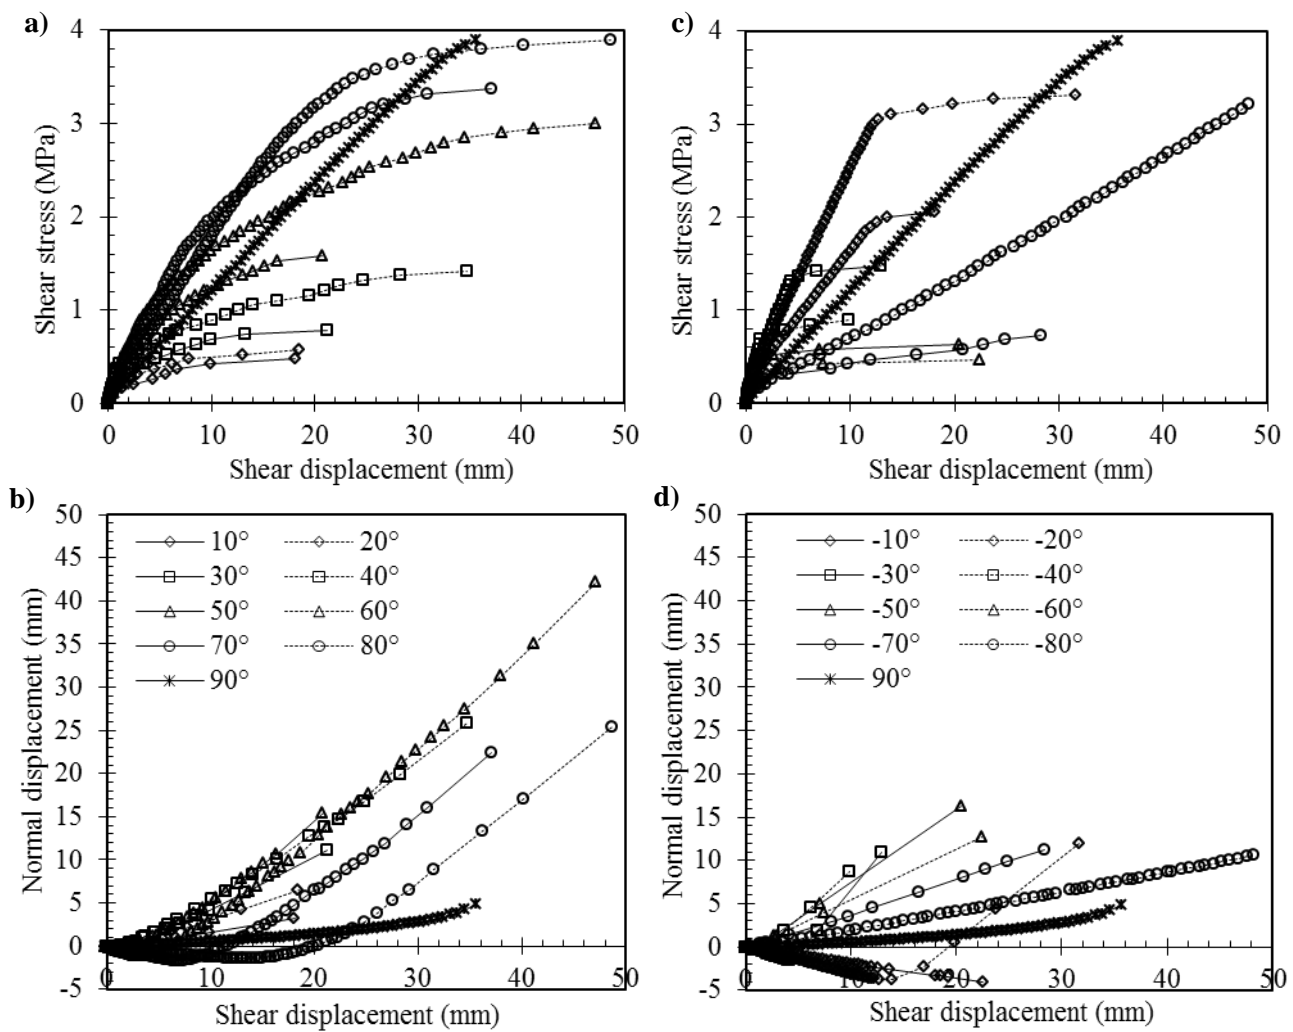 a)
4
3
2
1
0
Shear stress (MPa)
0 10 20 30 40 50
Shear displacement (mm)
c)
4
3
2
1
0
Shear stress (MPa)
0 10 20 30 40 50
Shear displacement (mm)
b)
50
45
40
35
30
25
20
15
10
5
0
-5
Normal displacement (mm)
10° 20°
30° 40°
50° 60°
70° 80°
90°
0 10 20 30 40 50
Shear displacement (mm)
d)
50
45
40
35
30
25
20
15
10
5
0
-5
Normal displacement (mm)
-10° -20°
-30° -40°
-50° -60°
-70° -80°
90°
0 10 20 30 40 50
Shear displacement (mm)